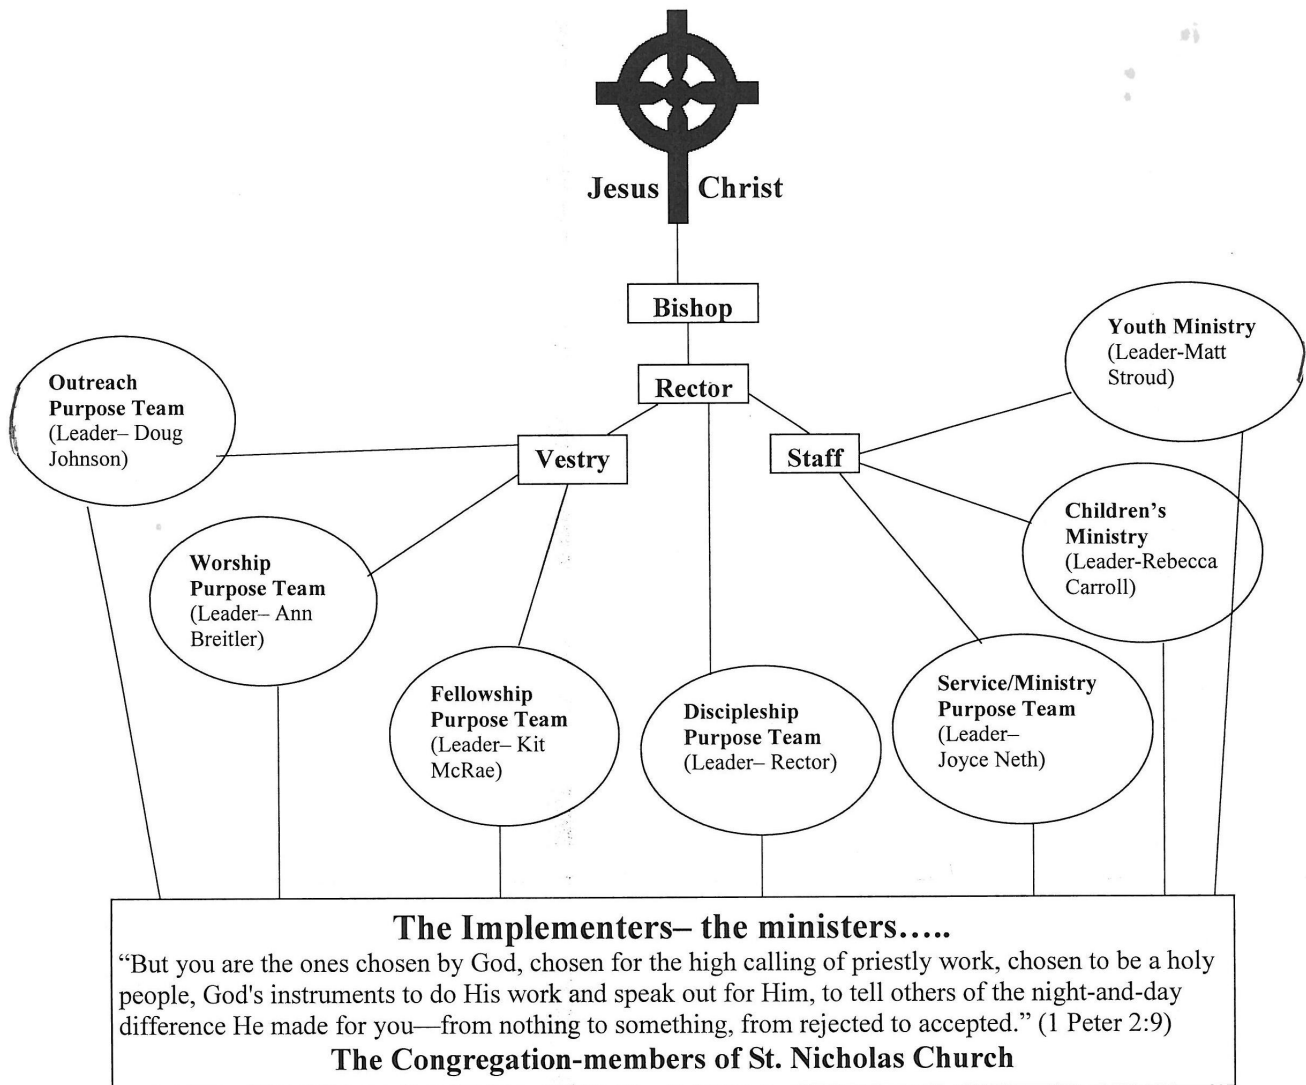 Jesus Christ
Bishop
Rector
Vestry
Staff
Outreach
Purpose Team
(Leader– Doug
Johnson)
Worship
Purpose Team
(Leader– Ann
Breitler)
Fellowship
Purpose Team
(Leader– Kit
McRae)
Discipleship
Purpose Team
(Leader– Rector)
Service/Ministry
Purpose Team
(Leader–
Joyce Neth)
Children's
Ministry
(Leader-Rebecca
Carroll)
Youth Ministry
(Leader-Matt
Stroud)
The Implementers– the ministers…..
“But you are the ones chosen by God, chosen for the high calling of priestly work, chosen to be a holy
people, God's instruments to do His work and speak out for Him, to tell others of the night-and-day
difference He made for you—from nothing to something, from rejected to accepted.” (1 Peter 2:9)
The Congregation-members of St. Nicholas Church